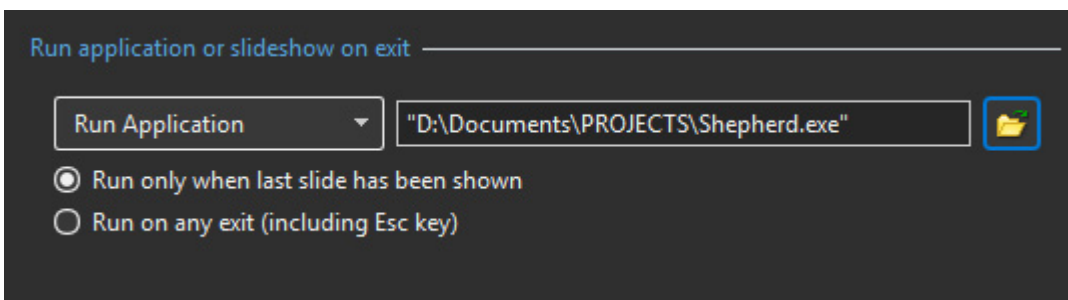 Run application or slideshow on exit
Run Application
"D:\Documents\PROJECTS\Shepherd.exe"
Run only when last slide has been shown
Run on any exit (including Esc key)